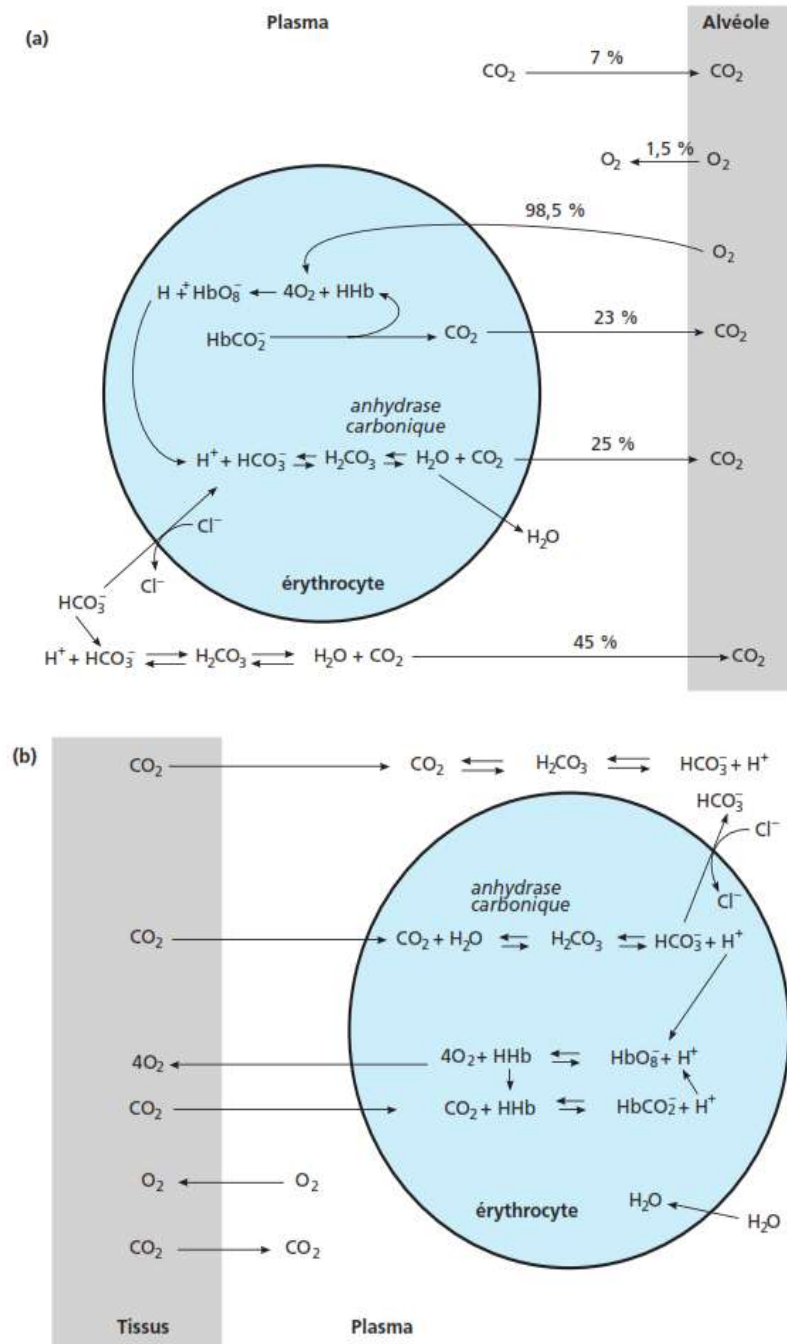 Plasma
Alvéole
(a)
CO₂ 7 % CO₂
O₂ 1,5 % O₂
98,5 %
O₂
H⁺ + HbO₈⁻ 4O₂ + HHb
HbCO₂⁻ CO₂ 23 % CO₂
anhydrase
carbonique
H⁺ + HCO₃⁻ H₂CO₃ H₂O + CO₂ 25 % CO₂
Cl⁻
H₂O
Cl⁻
érythrocyte
HCO₃⁻
H⁺ + HCO₃⁻ H₂CO₃ H₂O + CO₂ 45 % CO₂
(b)
CO₂ CO₂ H₂CO₃ HCO₃⁻ + H⁺
HCO₃⁻
Cl⁻
anhydrase
carbonique
Cl⁻
CO₂ CO₂ + H₂O H₂CO₃ HCO₃⁻ + H⁺
4O₂ 4O₂ + HHb HbO₈⁻ + H⁺
CO₂ CO₂ + HHb HbCO₂⁻ + H⁺
O₂ O₂
H₂O
érythrocyte
H₂O
CO₂ CO₂
Tissus
Plasma